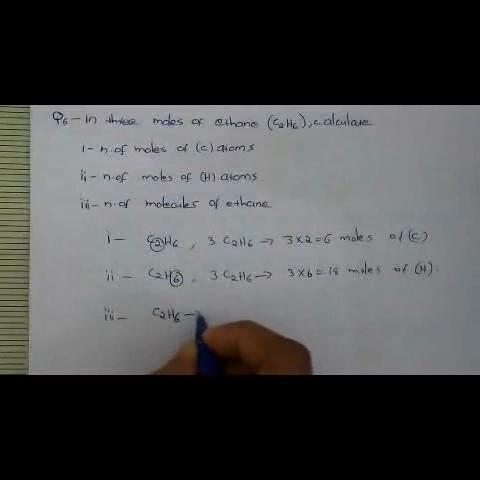 Q6 - In three moles of ethane (C2H6), calculate
i - n.of moles of (C) atoms
ii - n.of moles of (H) atoms
iii - n.of molecules of ethane
i - C2H6, 3 C2H6 → 3×2=6 moles of (C)
ii - C2H6, 3 C2H6 → 3×6=18 moles of (H).
iii - C2H6 -